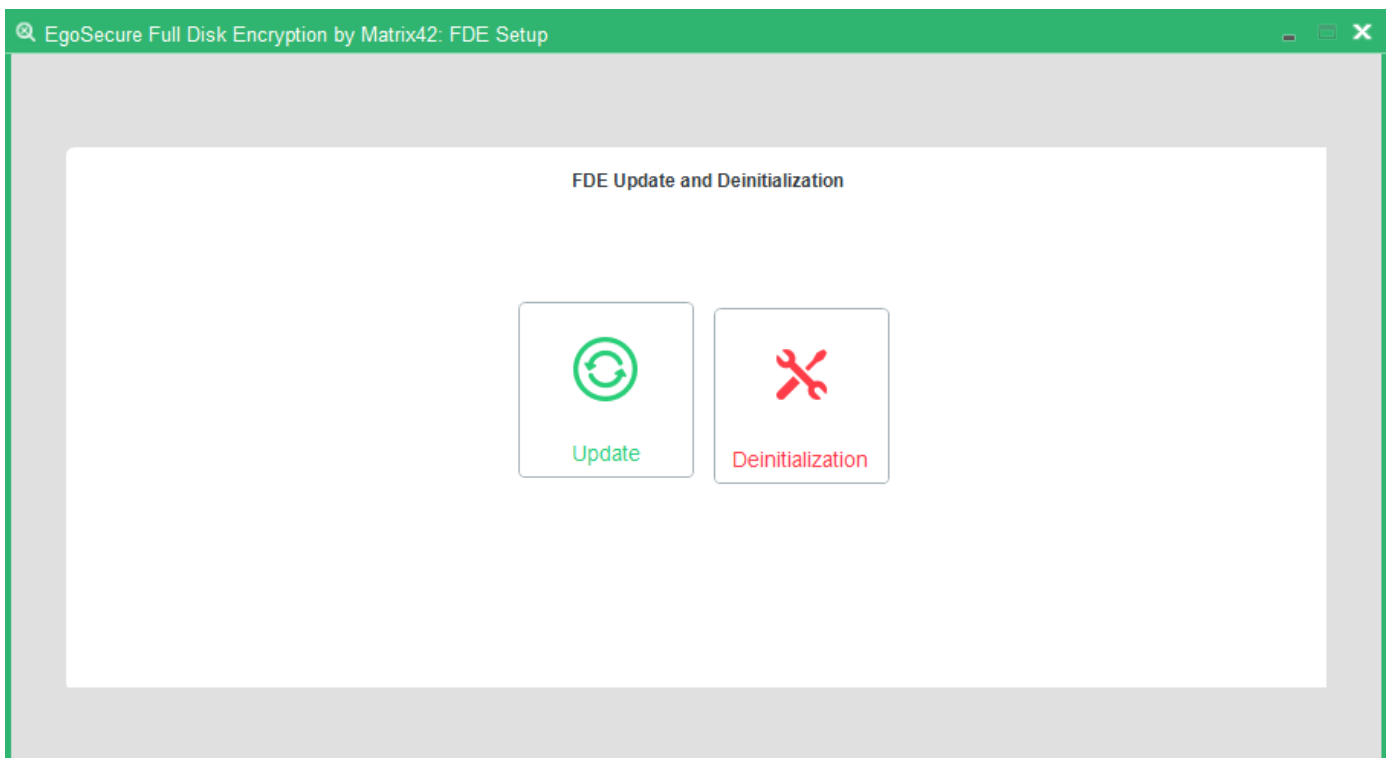 EgoSecure Full Disk Encryption by Matrix42: FDE Setup
FDE Update and Deinitialization
Update
Deinitialization